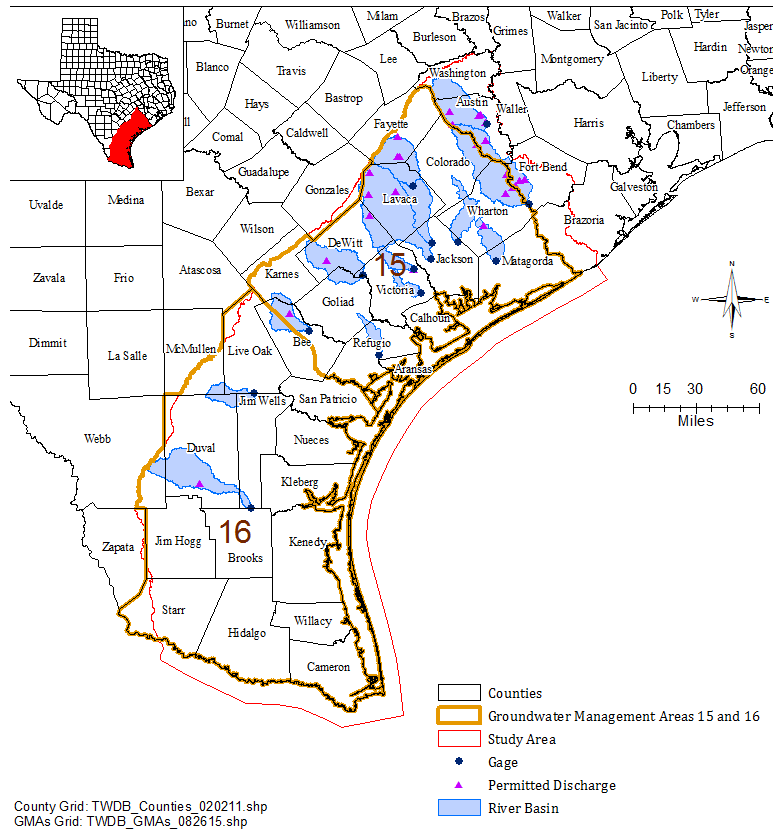 Milam
Brazos
Walker
Polk
Tyler
no
Burnet
Williamson
Grimes
San Jacinto
Jasper
Burleson
Hardin
Newton
Lee
Montgomery
Blanco
Travis
Washington
Liberty
Orange
Bastrop
Hays
Austin
Waller
Jefferson
ll
Caldwell
Fayette
Harris
Chambers
Comal
Colorado
Guadalupe
Fort Bend
Gonzales
Galveston
Bexar
Lavaca
Medina
Uvalde
Wharton
Brazoria
Wilson
DeWitt
Jackson
Matagorda
Atascosa
Karnes
15
N
Zavala
Frio
Victoria
Goliad
W
E
Calhoun
S
Dimmit
Bee
Refugio
McMullen
Live Oak
La Salle
Aransas
0 15 30 60
Miles
Jim Wells
San Patricio
Webb
Nueces
Duval
Kleberg
16
Zapata
Jim Hogg
Kenedy
Brooks
Starr
Willacy
Hidalgo
Cameron
Counties
Groundwater Management Areas 15 and 16
Study Area
Gage
Permitted Discharge
River Basin
County Grid: TWDB_Counties_020211.shp
GMAs Grid: TWDB_GMAs_082615.shp